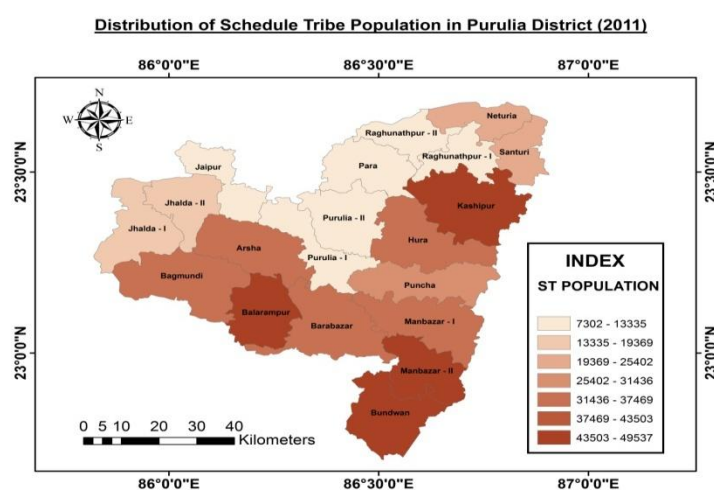 Distribution of Schedule Tribe Population in Purulia District (2011)
86°0'0"E 86°30'0"E 87°0'0"E
N
W E
S
23°30'0"N 23°30'0"N
23°0'0"N 23°0'0"N
Neturia
Raghunathpur - II
Raghunathpur - I
Santuri
Para
Jaipur
Kashipur
Jhalda - II
Purulia - II
Jhalda - I
Hura
Arsha
Purulia - I
Bagmundi
Puncha
Balarampur
Barabazar
Manbazar - I
Manbazar - II
Bundwan
INDEX
ST POPULATION
7302 - 13335
13335 - 19369
19369 - 25402
25402 - 31436
31436 - 37469
37469 - 43503
43503 - 49537
0 5 10 20 30 40
Kilometers
86°0'0"E 86°30'0"E 87°0'0"E